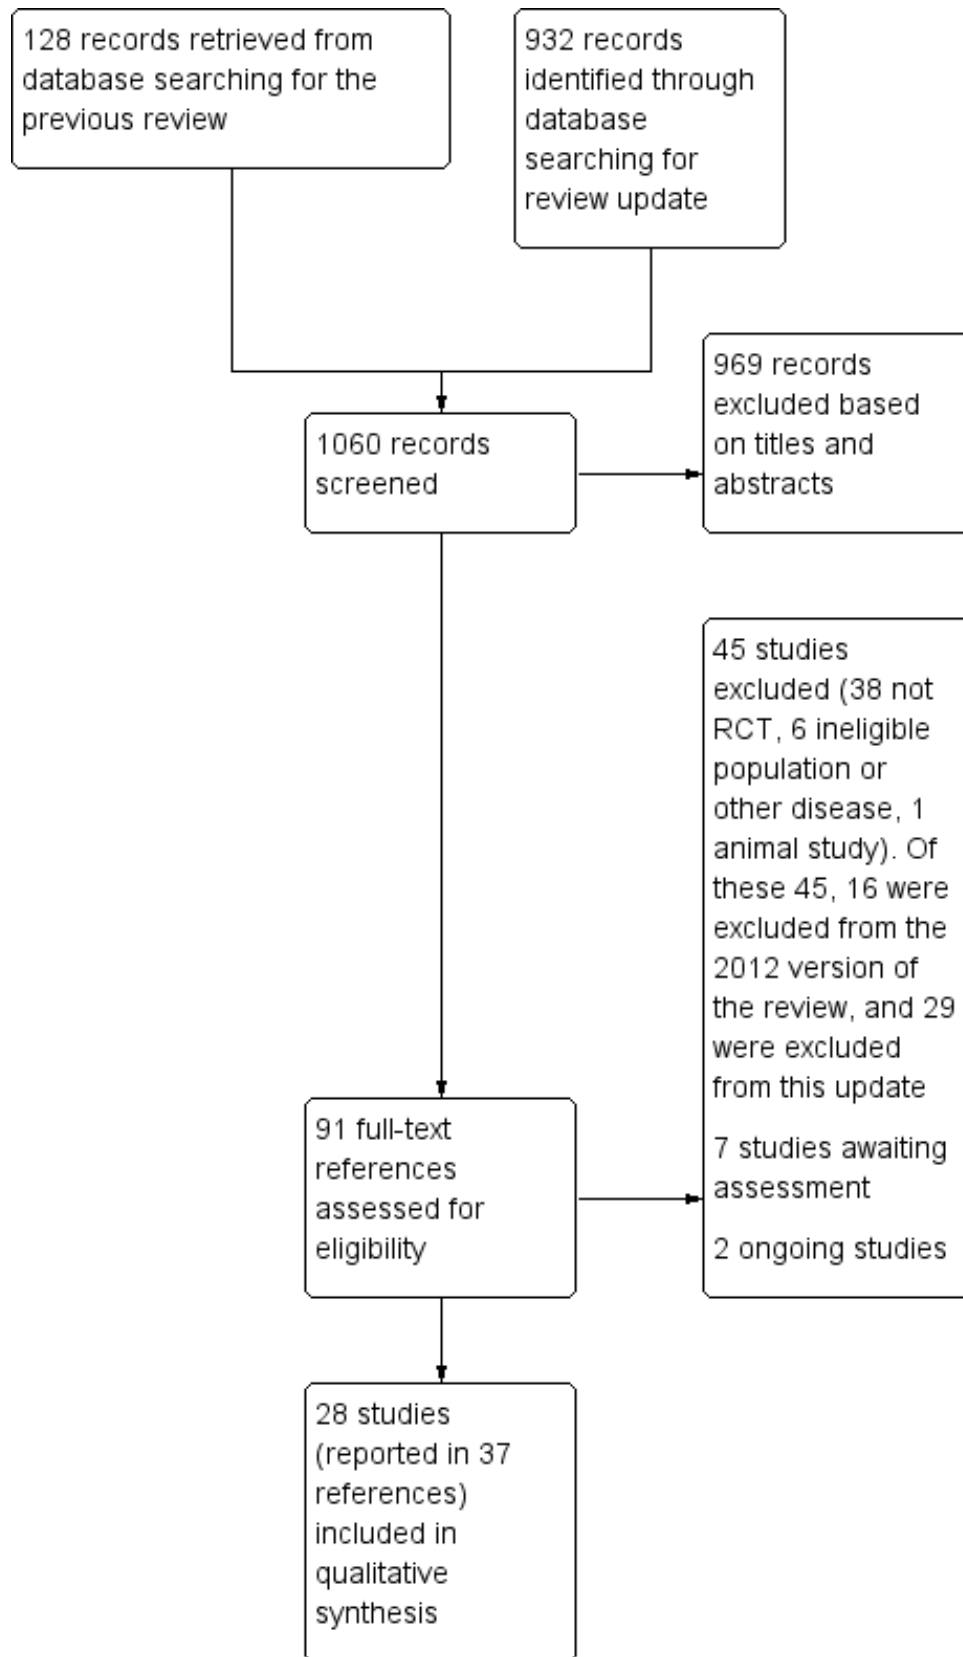 128 records retrieved from
database searching for the
previous review
932 records
identified through
database
searching for
review update
1060 records
screened
969 records
excluded based
on titles and
abstracts
45 studies
excluded (38 not
RCT, 6 ineligible
population or
other disease, 1
animal study). Of
these 45, 16 were
excluded from the
2012 version of
the review, and 29
were excluded
from this update
7 studies awaiting
assessment
2 ongoing studies
91 full-text
references
assessed for
eligibility
28 studies
(reported in 37
references)
included in
qualitative
synthesis